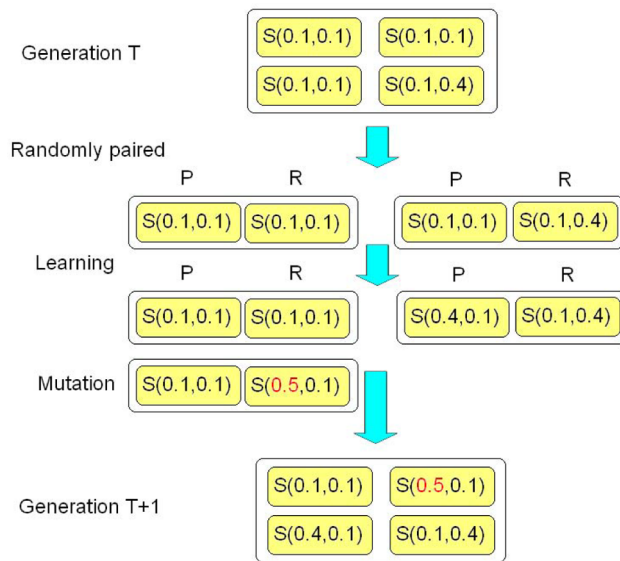 S(0.1,0.1) S(0.1,0.1)
Generation T
S(0.1,0.1) S(0.1,0.4)
Randomly paired
P R P R
S(0.1,0.1) S(0.1,0.1) S(0.1,0.1) S(0.1,0.4)
Learning
P R P R
S(0.1,0.1) S(0.1,0.1) S(0.4,0.1) S(0.1,0.4)
Mutation S(0.1,0.1) S(0.5,0.1)
S(0.1,0.1) S(0.5,0.1)
Generation T+1
S(0.4,0.1) S(0.1,0.4)